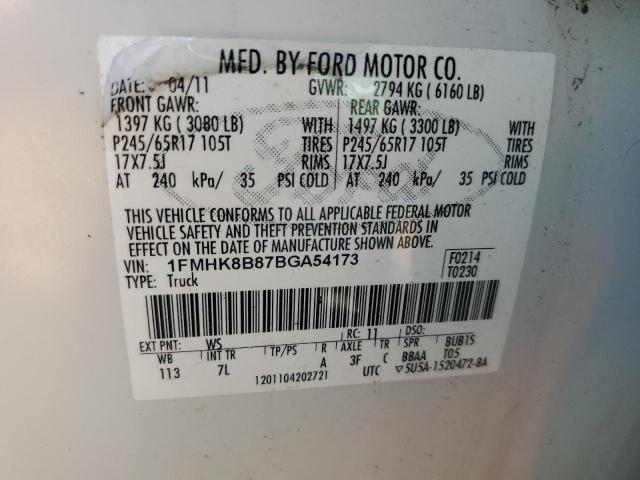 MFD. BY FORD MOTOR CO.
DATE: 04/11 GVWR: 2794 KG ( 6160 LB)
FRONT GAWR: REAR GAWR:
1397 KG ( 3080 LB) WITH 1497 KG ( 3300 LB) WITH
P245/65R17 105T TIRES P245/65R17 105T TIRES
17X7.5J RIMS 17X7.5J RIMS
AT 240 kPa/ 35 PSI COLD AT 240 kPa/ 35 PSI COLD
THIS VEHICLE CONFORMS TO ALL APPLICABLE FEDERAL MOTOR
VEHICLE SAFETY AND THEFT PREVENTION STANDARDS IN
EFFECT ON THE DATE OF MANUFACTURE SHOWN ABOVE.
VIN: 1FMHK8B87BGA54173 F0214
TYPE: Truck T0230
EXT PNT: WS RC: 11 DSO:
WB INT TR TP/PS R AXLE TR SPR BUB1S
113 7L A 3F C BBAA T05
1201104202721 UTC ▽5U5A-1520472-BA